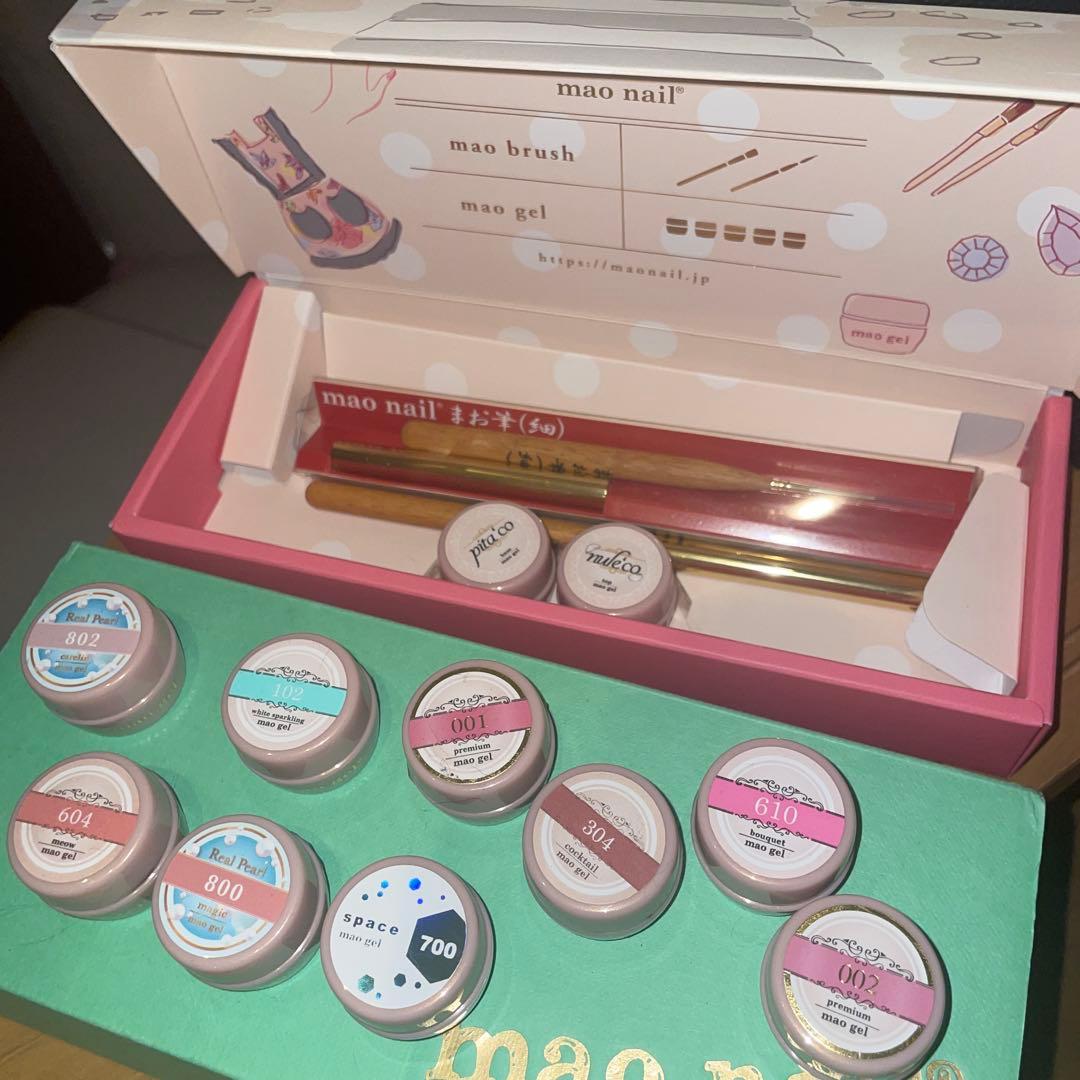 mao nail®
mao brush
mao gel
https://maonail.jp
mao gel
mao nail® まお筆(細)
pita'co
base
mao gel
nule'co
top
mao gel
Real Pearl
802
mao gel
102
white sparkling
mao gel
001
premium
mao gel
604
meow
mao gel
Real Pearl
800
magic
mao gel
space
mao gel
700
304
cocktail
mao gel
610
bouquet
mao gel
002
premium
mao gel
mao